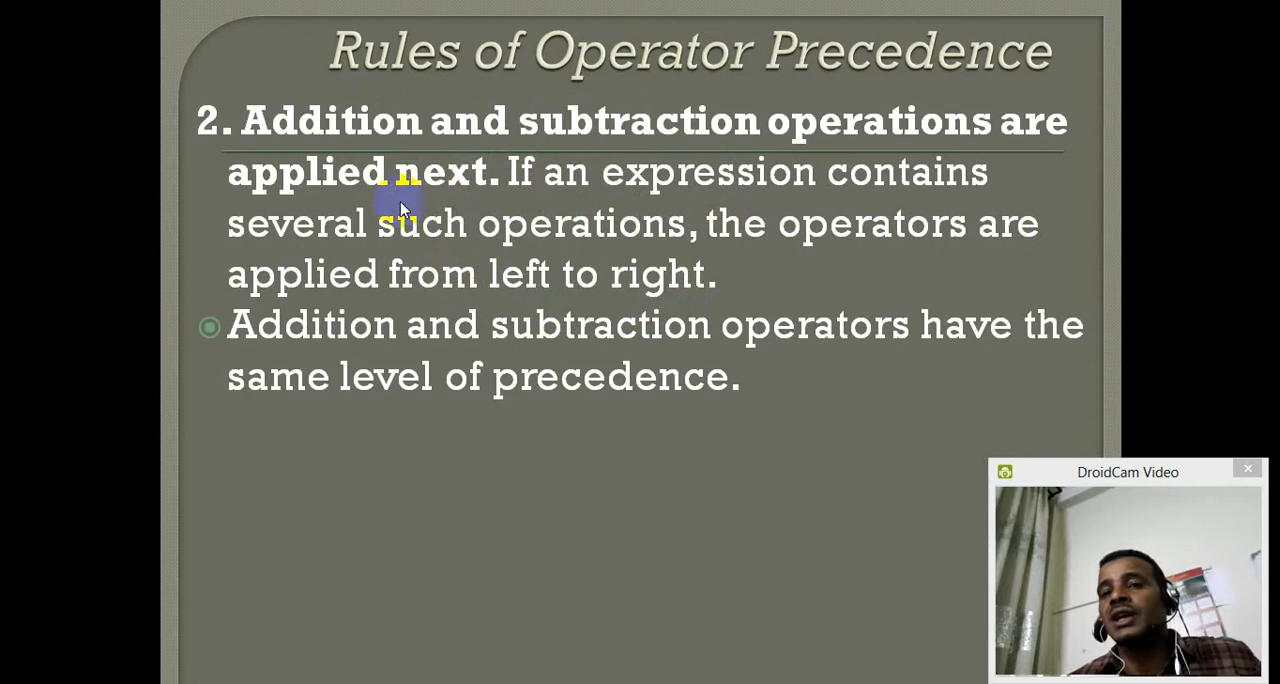 Rules of Operator Precedence
2. Addition and subtraction operations are
applied next. If an expression contains
several such operations, the operators are
applied from left to right.
Addition and subtraction operators have the
same level of precedence.
DroidCam Video